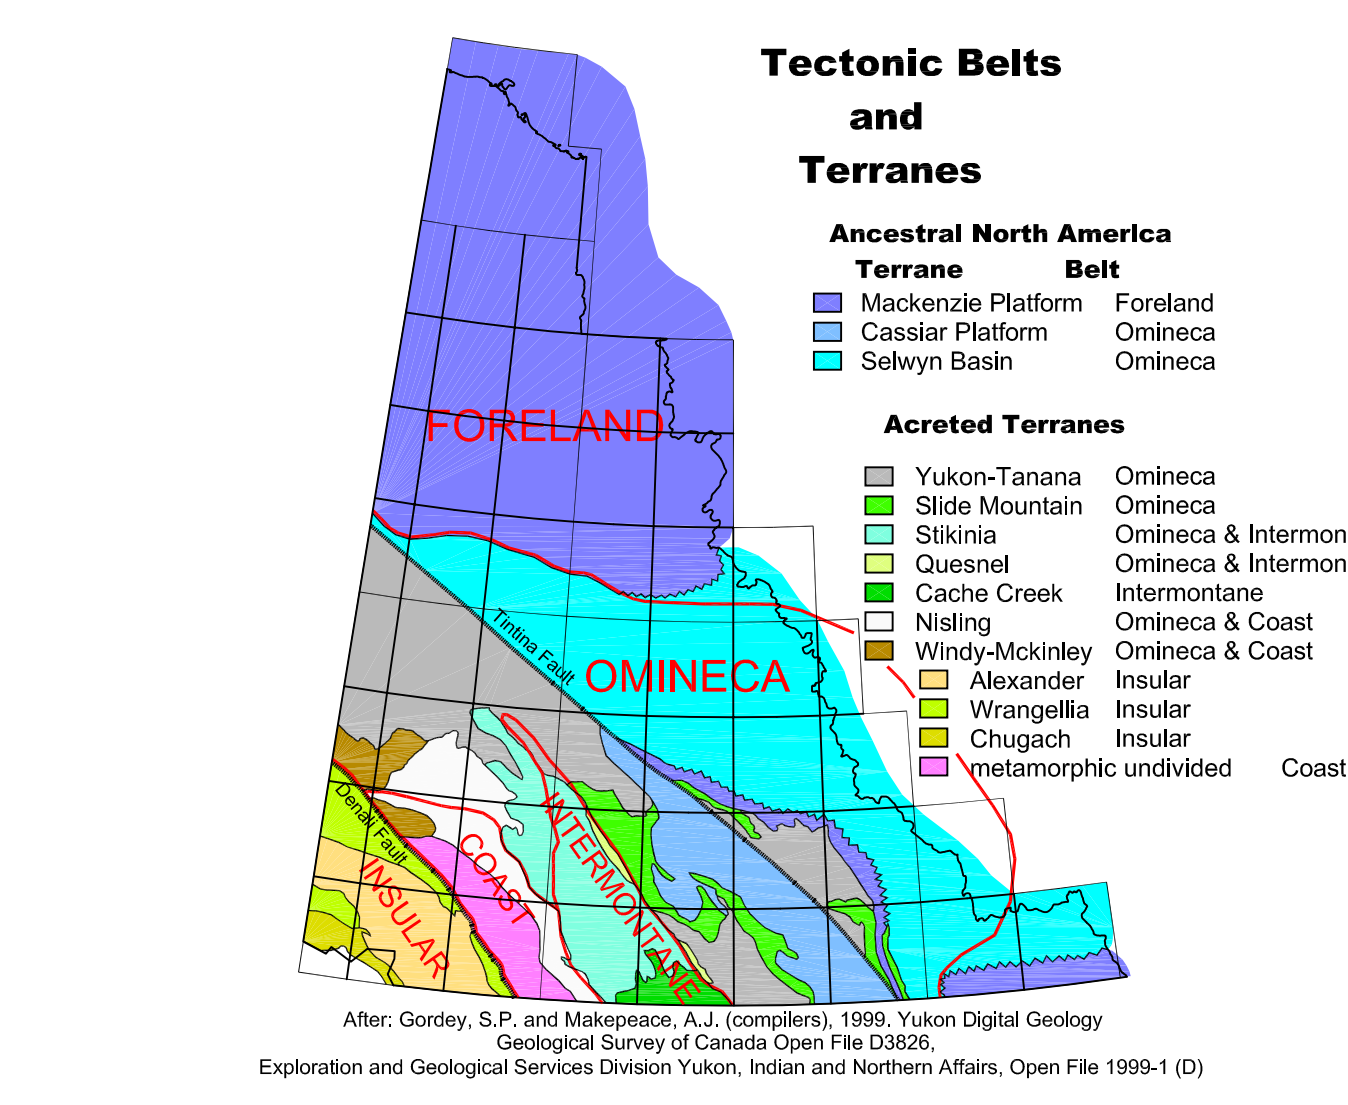 Tectonic Belts
and
Terranes
Ancestral North AmerIca
Terrane Belt
Mackenzie Platform Foreland
Cassiar Platform Omineca
Selwyn Basin Omineca
Acreted Terranes
Yukon-Tanana Omineca
Slide Mountain Omineca
Stikinia Omineca & Intermon
Quesnel Omineca & Intermon
Cache Creek Intermontane
Nisling Omineca & Coast
Windy-Mckinley Omineca & Coast
Alexander Insular
Wrangellia Insular
Chugach Insular
metamorphic undivided Coast
FORELAND
Tintina Fault
OMINECA
Denali Fault
INTERMONTANE
COAST
INSULAR
After: Gordey, S.P. and Makepeace, A.J. (compilers), 1999. Yukon Digital Geology
Geological Survey of Canada Open File D3826,
Exploration and Geological Services Division Yukon, Indian and Northern Affairs, Open File 1999-1 (D)